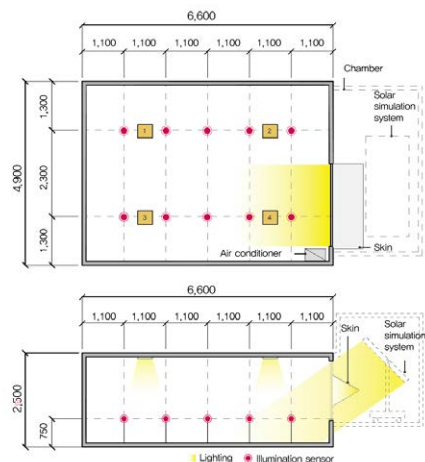 6,600
1,100 1,100 1,100 1,100 1,100 1,100
Chamber
Solar
simulation
system
1,300
2,300
1,300
4,900
1
2
3
4
Air conditioner
Skin
6,600
1,100 1,100 1,100 1,100 1,100 1,100
Skin
Solar
simulation
system
2,500
750
Lighting Illumination sensor